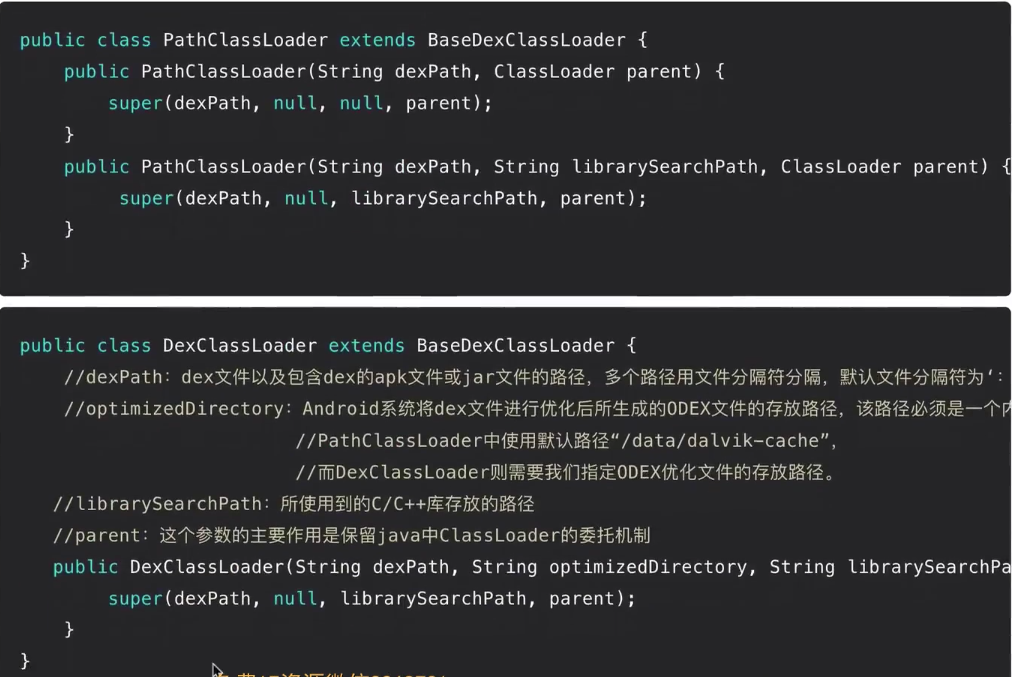 public class PathClassLoader extends BaseDexClassLoader {
public PathClassLoader(String dexPath, ClassLoader parent) {
super(dexPath, null, null, parent);
}
public PathClassLoader(String dexPath, String librarySearchPath, ClassLoader parent) {
super(dexPath, null, librarySearchPath, parent);
}
}
public class DexClassLoader extends BaseDexClassLoader {
//dexPath：dex文件以及包含dex的apk文件或jar文件的路径，多个路径用文件分隔符分隔，默认文件分隔符为‘：
//optimizedDirectory：Android系统将dex文件进行优化后所生成的ODEX文件的存放路径，该路径必须是一个
//PathClassLoader中使用默认路径“/data/dalvik-cache”，
//而DexClassLoader则需要我们指定ODEX优化文件的存放路径。
//librarySearchPath：所使用到的C/C++库存放的路径
//parent：这个参数的主要作用是保留java中ClassLoader的委托机制
public DexClassLoader(String dexPath, String optimizedDirectory, String librarySearchPa
super(dexPath, null, librarySearchPath, parent);
}
}